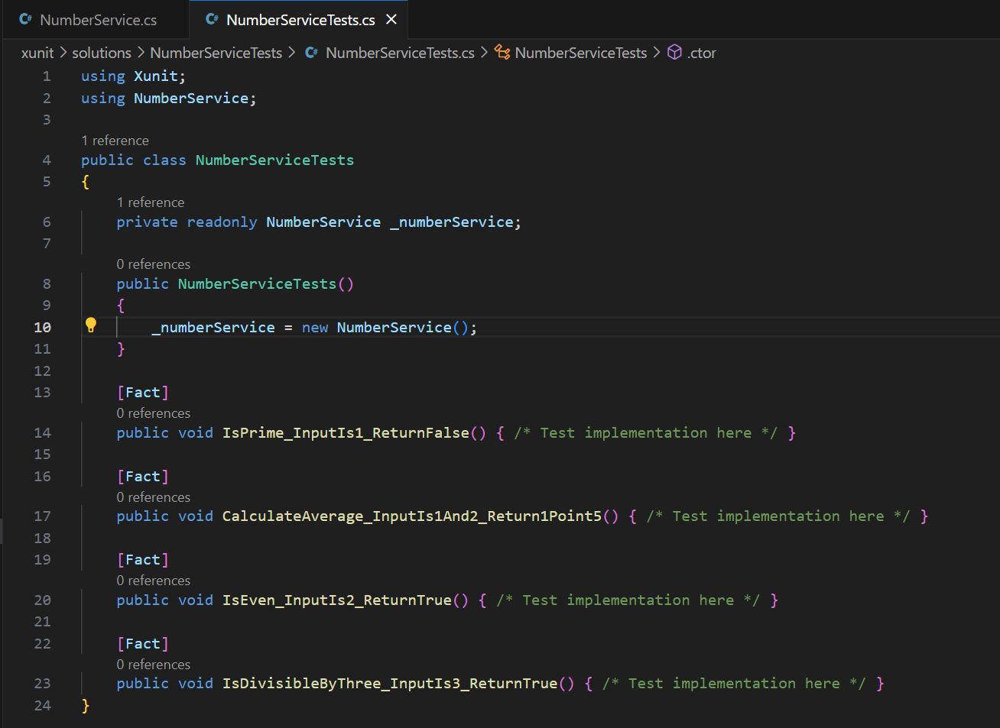 NumberService.cs NumberServiceTests.cs
xunit > solutions > NumberServiceTests > NumberServiceTests.cs > NumberServiceTests > .ctor
1 using Xunit;
2 using NumberService;
3
1 reference
4 public class NumberServiceTests
5 {
1 reference
6 private readonly NumberService _numberService;
7
0 references
8 public NumberServiceTests()
9 {
10 _numberService = new NumberService();
11 }
12
13 [Fact]
0 references
14 public void IsPrime_InputIs1_ReturnFalse() { /* Test implementation here */ }
15
16 [Fact]
0 references
17 public void CalculateAverage_InputIs1And2_Return1Point5() { /* Test implementation here */ }
18
19 [Fact]
0 references
20 public void IsEven_InputIs2_ReturnTrue() { /* Test implementation here */ }
21
22 [Fact]
0 references
23 public void IsDivisibleByThree_InputIs3_ReturnTrue() { /* Test implementation here */ }
24 }